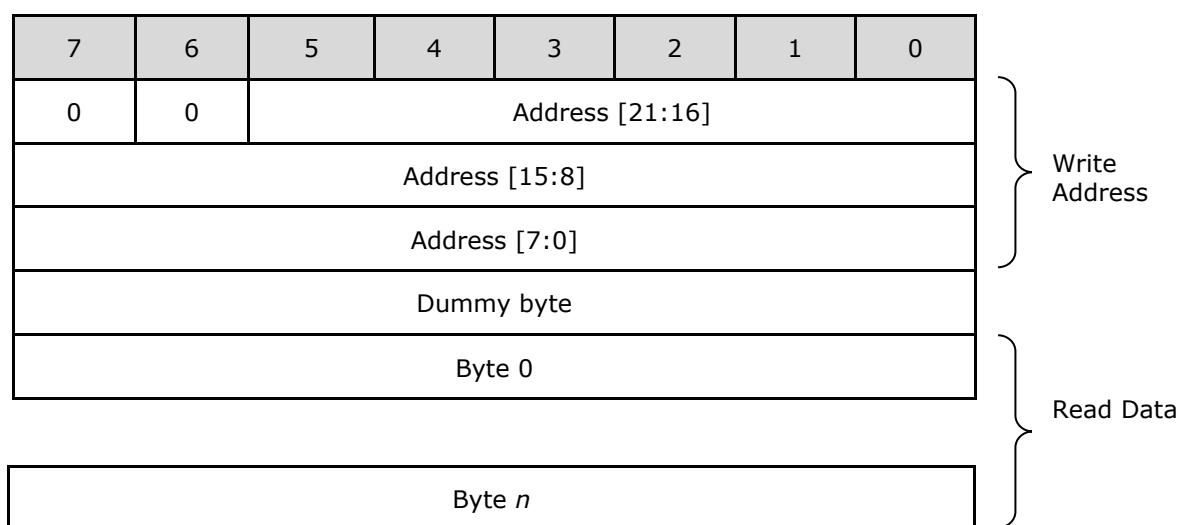 7 6 5 4 3 2 1 0
0 0 Address [21:16]
Address [15:8]
Write
Address
Address [7:0]
Dummy byte
Byte 0
Read Data
Byte n